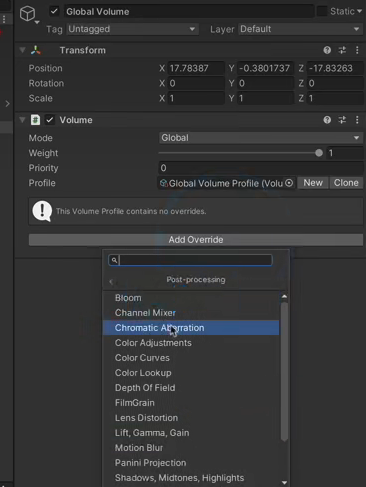 Global Volume Static
Tag Untagged Layer Default
Transform
Position X 17.78387 Y -0.3801737 Z -17.83263
Rotation X 0 Y 0 Z 0
Scale X 1 Y 1 Z 1
# Volume
Mode Global
Weight 1
Priority 0
Profile Global Volume Profile (Volu New Clone
This Volume Profile contains no overrides.
Add Override
Post-processing
Bloom
Channel Mixer
Chromatic Aberration
Color Adjustments
Color Curves
Color Lookup
Depth Of Field
FilmGrain
Lens Distortion
Lift, Gamma, Gain
Motion Blur
Panini Projection
Shadows, Midtones, Highlights